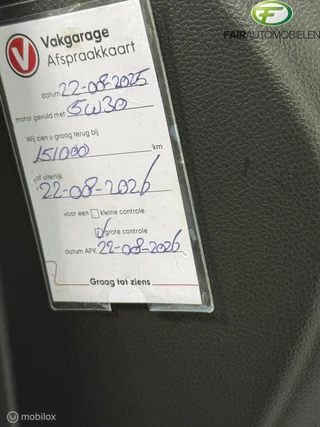 FAIRAUTOMOBIELEN
V Vakgarage
Afspraakkaart
datum 22-08-2025
motor gevuld met 5W30
Wij zien u graag terug bij
151000 km
of uiterlijk
22-08-2026
voor een kleine controle
grote controle
datum APK 22-08-2026
Graag tot ziens
mobilox